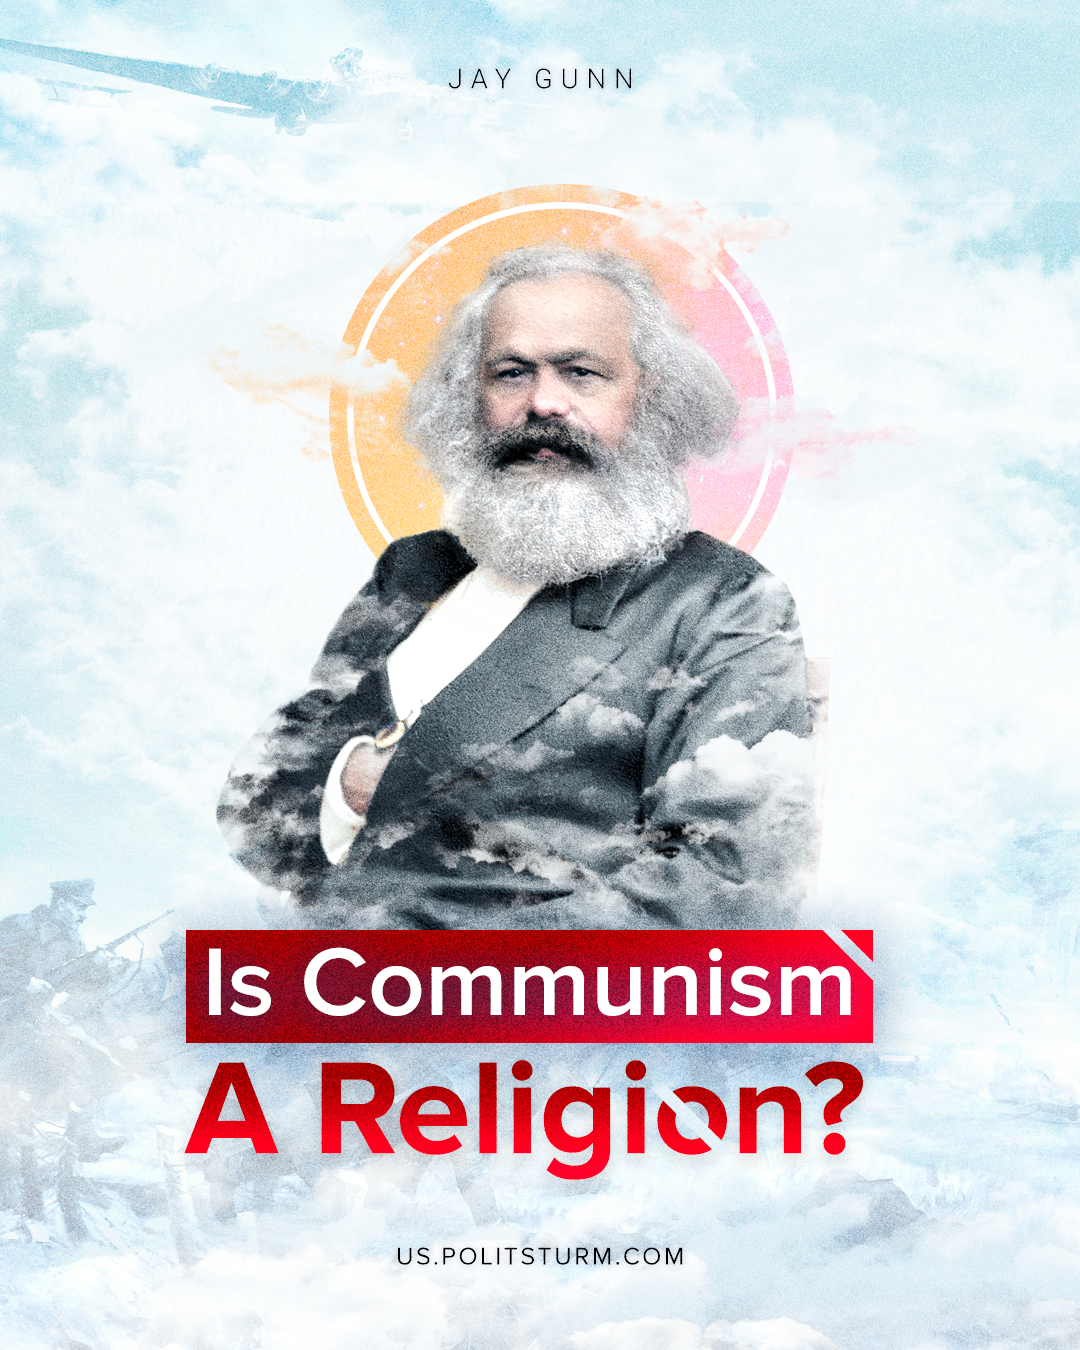 JAY GUNN
Is Communism
A Religion?
US.POLITSTURM.COM